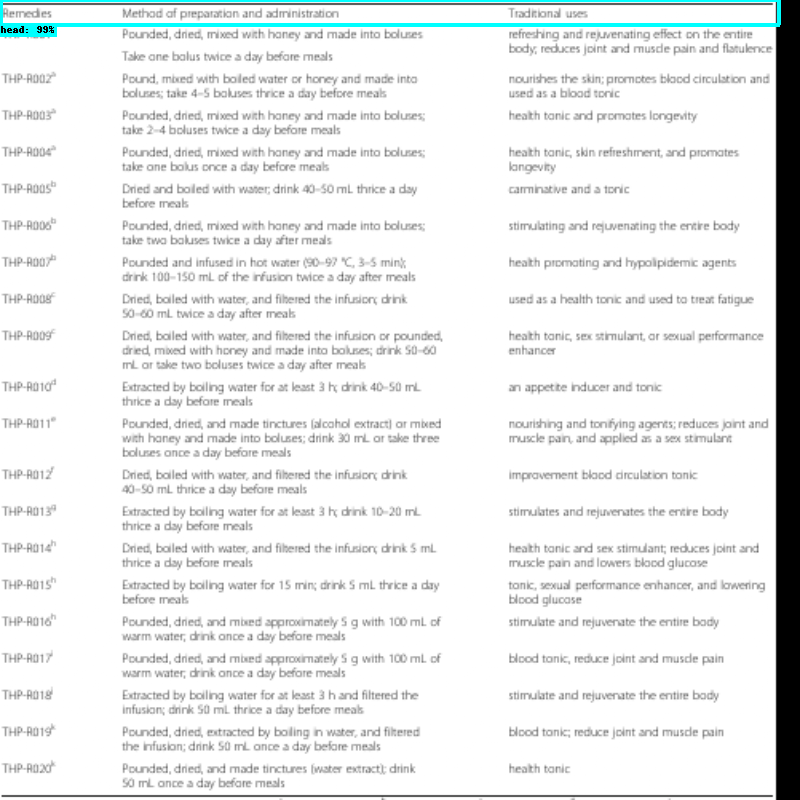 Remedies Method of preparation and administration Traditional uses
head: 99%
Pounded, dried, mixed with honey and made into boluses refreshing and rejuvenating effect on the entire
body; reduces joint and muscle pain and flatulence
Take one bolus twice a day before meals
THP-R002a Pound, mixed with boiled water or honey and made into nourishes the skin; promotes blood circulation and
boluses; take 4–5 boluses thrice a day before meals used as a blood tonic
THP-R003a Pounded, dried, mixed with honey and made into boluses; health tonic and promotes longevity
take 2–4 boluses twice a day before meals
THP-R004a Pounded, dried, mixed with honey and made into boluses; health tonic, skin refreshment, and promotes
take one bolus once a day before meals longevity
THP-R005b Dried and boiled with water; drink 40–50 mL thrice a day carminative and a tonic
before meals
THP-R006b Pounded, dried, mixed with honey and made into boluses; stimulating and rejuvenating the entire body
take two boluses twice a day after meals
THP-R007b Pounded and infused in hot water (90–97 °C, 3–5 min); health promoting and hypolipidemic agents
drink 100–150 mL of the infusion twice a day after meals
THP-R008c Dried, boiled with water, and filtered the infusion; drink used as a health tonic and used to treat fatigue
50–60 mL twice a day after meals
THP-R009c Dried, boiled with water, and filtered the infusion or pounded, health tonic, sex stimulant, or sexual performance
dried, mixed with honey and made into boluses; drink 50–60 enhancer
mL or take two boluses twice a day after meals
THP-R010d Extracted by boiling water for at least 3 h; drink 40–50 mL an appetite inducer and tonic
thrice a day before meals
THP-R011e Pounded, dried, and made tinctures (alcohol extract) or mixed nourishing and tonifying agents; reduces joint and
with honey and made into boluses; drink 30 mL or take three muscle pain, and applied as a sex stimulant
boluses once a day before meals
THP-R012f Dried, boiled with water, and filtered the infusion; drink improvement blood circulation tonic
40–50 mL thrice a day before meals
THP-R013g Extracted by boiling water for at least 3 h; drink 10–20 mL stimulates and rejuvenates the entire body
thrice a day before meals
THP-R014h Dried, boiled with water, and filtered the infusion; drink 5 mL health tonic and sex stimulant; reduces joint and
thrice a day before meals muscle pain and lowers blood glucose
THP-R015h Extracted by boiling water for 15 min; drink 5 mL thrice a day tonic, sexual performance enhancer, and lowering
before meals blood glucose
THP-R016h Pounded, dried, and mixed approximately 5 g with 100 mL of stimulate and rejuvenate the entire body
warm water; drink once a day before meals
THP-R017i Pounded, dried, and mixed approximately 5 g with 100 mL of blood tonic, reduce joint and muscle pain
warm water; drink once a day before meals
THP-R018j Extracted by boiling water for at least 3 h and filtered the stimulate and rejuvenate the entire body
infusion; drink 50 mL thrice a day before meals
THP-R019k Pounded, dried, extracted by boiling in water, and filtered blood tonic; reduce joint and muscle pain
the infusion; drink 50 mL once a day before meals
THP-R020k Pounded, dried, and made tinctures (water extract); drink health tonic
50 mL once a day before meals